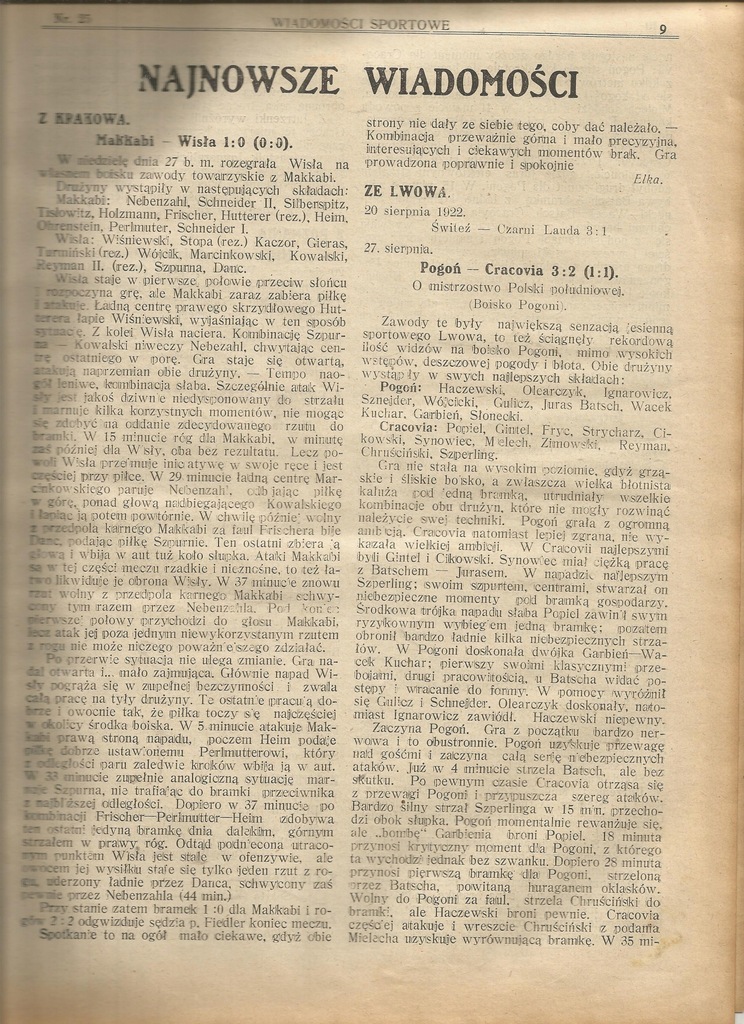 Nr. 25
WIADOMOŚCI SPORTOWE
9
NAJNOWSZE WIADOMOŚCI
Z KRAKOWA.
Makkabi — Wisła 1:0 (0:0).
W niedzielę dnia 27 b. m. rozegrała Wisła na
własnem boisku zawody towarzyskie z Makkabi.
Drużyny wystąpiły w następujących składach:
Makkabi: Nebenzahl, Schneider II, Silberspitz,
Holzmann, Frischer, Hutterer (rez.), Heim,
Perlmuter, Schneider I.
Wisła: Wiśniewski, Stopa (rez.) Kaczor, Gieras,
(rez.) Wójcik, Marcinkowski, Kowalski,
Reyman II. (rez.), Szpurna, Danc.
Wisła staje w pierwszej połowie przeciw słońcu
i rozpoczyna grę, ale Makkabi zaraz zabiera piłkę
i atakuje. Ładną centrę prawego skrzydłowego Hut-
terera łapie Wiśniewski, wyjaśniając w ten sposób
sytuację. Z kolei Wisła naciera. Kombinację Szpur-
na — Kowalski niweczy Nebezahl, chwytając cen-
trę ostatniego w porę. Gra staje się otwartą,
atakują naprzemian obie drużyny. — Tempo nao-
gół leniwe, kombinacja słaba. Szczególnie atak Wi-
sły jest jakoś dziwnie niedysponowany do strzału
i marnuje kilka korzystnych momentów, nie mogąc
się zdobyć na oddanie zdecydowanego rzutu do
bramki. W 15 minucie róg dla Makkabi, w minutę
zaś później dla Wisły, oba bez rezultatu. Lecz po-
woli Wisła przejmuje inicjatywę w swoje ręce i jest
częściej przy piłce. W 29 minucie ładną centrę Mar-
cinkowskiego paruje Nebenzahl, odbijając piłkę
w górę, ponad głową nadbiegającego Kowalskiego
i łapiąc ją potem powtórnie. W chwilę później wolny
z przedpola karnego Makkabi za faul Frischera bije
Danc, podając piłkę Szpurnie. Ten ostatni zbiera ją
głową i wbija w aut tuż koło słupka. Ataki Makkabi
są w tej części meczu rzadkie i nieznośne, to też ła-
two likwiduje je obrona Wisły. W 37 minucie znowu
rzut wolny z przedpola karnego Makkabi schwy-
cony tym razem przez Nebenzahla. Pod koniec
pierwszej połowy przychodzi do głosu Makkabi,
lecz atak jej poza jednym niewykorzystanym rzutem
z rogu nie może niczego poważniejszego zdziałać.
Po przerwie sytuacja nie ulega zmianie. Gra na-
dal otwarta i... mało zajmująca. Głównie napad Wi-
sły pogrąża się w zupełnej bezczynności i zwala
całą pracę na tyły drużyny. Te ostatnie pracują do-
brze i owocnie tak, że piłka toczy się najczęściej
w okolicy środka boiska. W 5 minucie atakuje Mak-
kabi prawą stroną napadu, poczem Heim podaje
piłkę dobrze ustawionemu Perlmutterowi, który
z odległości paru zaledwie kroków wbija ją w aut.
W 33 minucie zupełnie analogiczną sytuację mar-
nuje Szpurna, nie trafiając do bramki przeciwnika
z najbliższej odległości. Dopiero w 37 minucie po
kombinacji Frischer—Perlmutter—Heim zdobywa
ten ostatni jedyną bramkę dnia dalekim, górnym
strzałem w prawy róg. Odtąd podniecona utraco-
nym punktem Wisła jest stale w ofenzywie, ale
owocem jej wysiłku staje się tylko jeden rzut z ro-
gu, uderzony ładnie przez Danca, schwycony zaś
pewnie przez Nebenzahla (44 min.)
Przy stanie zatem bramek 1:0 dla Makkabi i ro-
gów 2:2 odgwizduje sędzia p. Fiedler koniec meczu.
Spotkanie to na ogół mało ciekawe, gdyż obie
strony nie dały ze siebie tego, coby dać należało. —
Kombinacja przeważnie górna i mało precyzyjna,
interesujących i ciekawych momentów brak. Gra
prowadzona poprawnie i spokojnie
Elka.
ZE LWOWA.
20 sierpnia 1922.
Świteź — Czarni Lauda 3:1
27. sierpnia.
Pogoń — Cracovia 3:2 (1:1).
O mistrzostwo Polski południowej.
(Boisko Pogoni).
Zawody te były największą senzacją jesienną
sportowego Lwowa, to też ściągnęły rekordową
ilość widzów na boisko Pogoni, mimo wysokich
wstępów, deszczowej pogody i błota. Obie drużyny
wystąpiły w swych najlepszych składach:
Pogoń: Haczewski, Olearczyk, Ignarowicz,
Sznejder, Wójcicki, Gulicz, Juras Batsch, Wacek
Kuchar, Garbień, Słonecki.
Cracovia: Popiel, Gintel, Fryc, Strycharz, Ci-
kowski, Synowiec, Mielech, Zimowski, Reyman,
Chruściński, Szperling.
Gra nie stała na wysokim poziomie, gdyż grzą-
skie i śliskie boisko, a zwłaszcza wielka błotnista
kałuża pod jedną bramką, utrudniały wszelkie
kombinacje obu drużyn, które nie mogły rozwinąć
należycie swej techniki. Pogoń grała z ogromną
ambicją. Cracovia natomiast lepiej zgrana, nie wy-
kazała wielkiej ambicji. W Cracovii najlepszymi
byli Gintel i Cikowski. Synowiec miał ciężką pracę
z Batschem — Jurasem. W napadzie najlepszym
Szperling; swoim szpurtem, centrami, stwarzał on
niebezpieczne momenty pod bramką gospodarzy.
Środkowa trójka napadu słaba Popiel zawinił swym
ryzykownym wybiegiem jedną bramkę; pozatem
obronił bardzo ładnie kilka niebezpiecznych strza-
łów. W Pogoni doskonała dwójka Garbień—Wa-
cek Kuchar; pierwszy swoimi klasycznymi prze-
bojami, drugi pracowitością, u Batscha widać po-
stępy i wracanie do formy. W pomocy wyróżnił
się Gulicz i Schnejder. Olearczyk doskonały, nato-
miast Ignarowicz zawiódł. Haczewski niepewny.
Zaczyna Pogoń. Gra z początku bardzo ner-
wowa i to obustronnie. Pogoń uzyskuje przewagę
nad gośćmi i zaczyna całą serję niebezpiecznych
ataków. Już w 4 minucie strzela Batsch, ale bez
skutku. Po pewnym czasie Cracovia otrząsa się
z przewagi Pogoni i przypuszcza szereg ataków.
Bardzo silny strzał Szperlinga w 15 min. przecho-
dzi obok słupka. Pogoń momentalnie rewanżuje się,
ale „bombę" Garbienia broni Popiel. 18 minuta
przynosi krytyczny moment dla Pogoni, z którego
ta wychodzi jednak bez szwanku. Dopiero 28 minuta
przynosi pierwszą bramkę dla Pogoni, strzeloną
przez Batscha, powitaną huraganem oklasków.
Wolny do Pogoni za faul, strzela Chruściński do
bramki, ale Haczewski broni pewnie. Cracovia
częściej atakuje i wreszcie Chruściński z podania
Mielecha uzyskuje wyrównującą bramkę. W 35 mi-